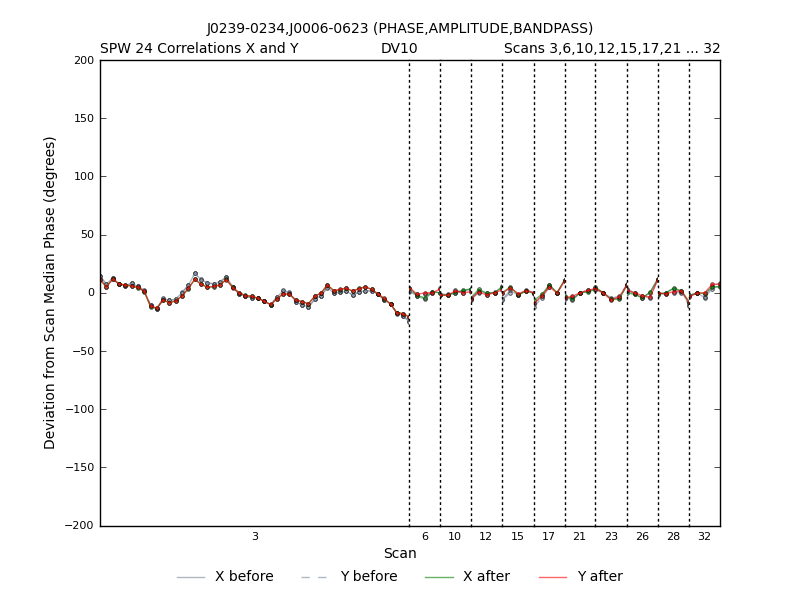 J0239-0234,J0006-0623 (PHASE,AMPLITUDE,BANDPASS)
SPW 24 Correlations X and Y DV10 Scans 3,6,10,12,15,17,21 ... 32
200
150
100
50
0
−50
−100
−150
−200
Deviation from Scan Median Phase (degrees)
3 6 10 12 15 17 21 23 26 28 32
Scan
X before Y before X after Y after